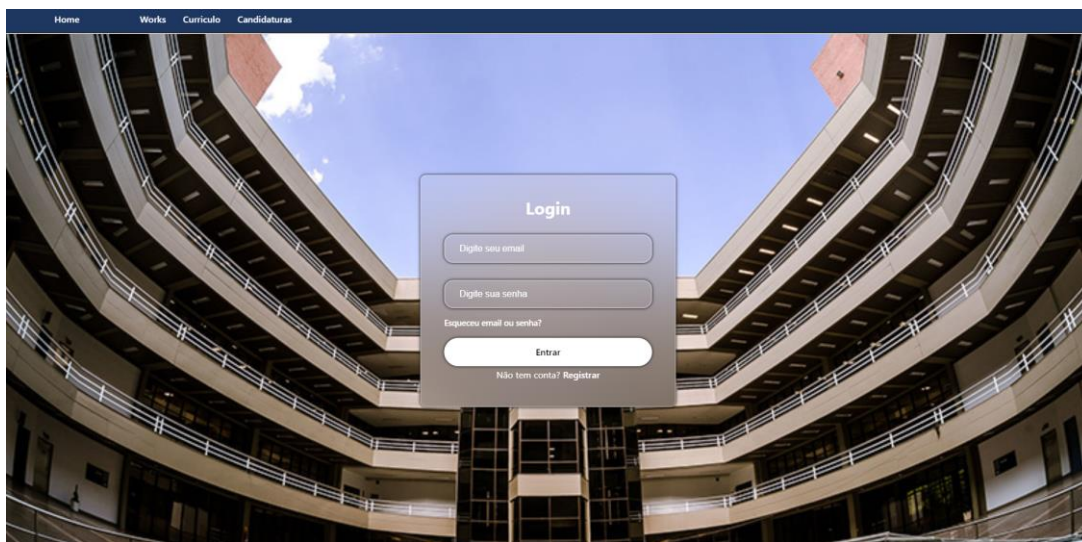 Home Works Curriculo Candidaturas
Login
Digite seu email
Digite sua senha
Esqueceu email ou senha?
Entrar
Não tem conta? Registrar